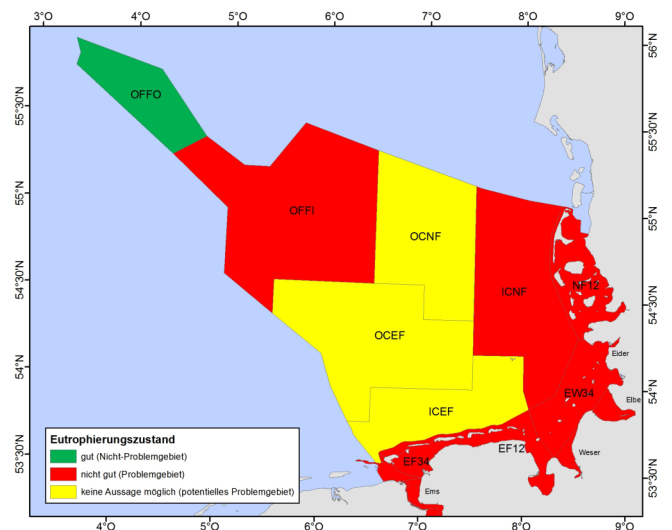 3°O 4°O 5°O 6°O 7°O 8°O 9°O
56°N
55°30'N
55°N
54°30'N
54°N
53°30'N
55°30'N
55°N
54°30'N
54°N
53°30'N
OFFO
OFFI
OCNF
ICNF
NF12
OCEF
Eider
EW34
Elbe
ICEF
EF12
Weser
EF34
Ems
Eutrophierungszustand
gut (Nicht-Problemgebiet)
nicht gut (Problemgebiet)
keine Aussage möglich (potentielles Problemgebiet)
4°O 5°O 6°O 7°O 8°O 9°O